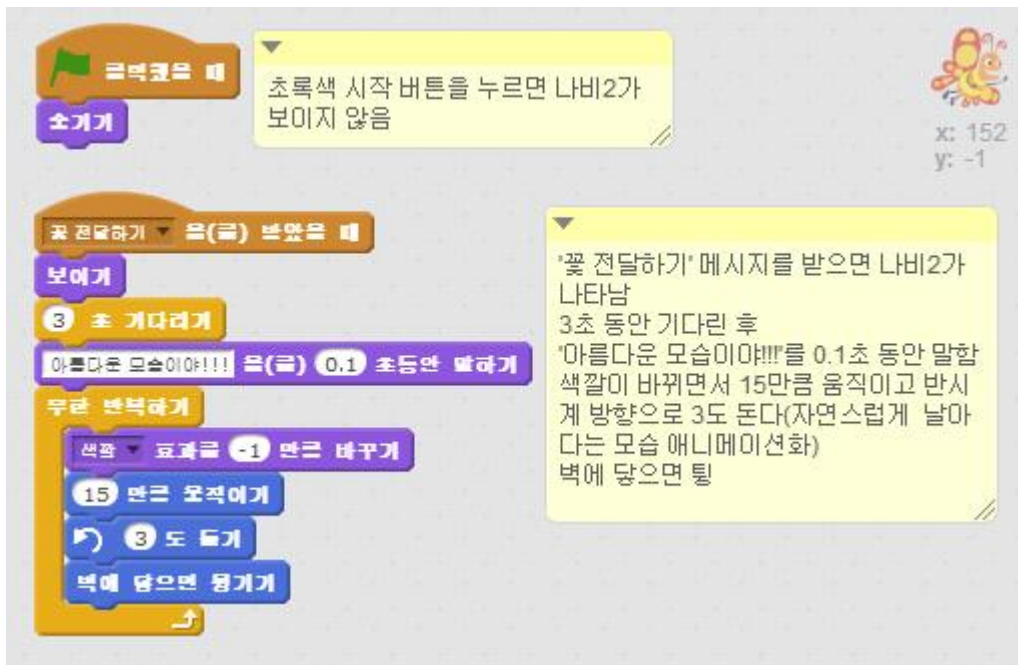 클릭했을 때
숨기기
초록색 시작 버튼을 누르면 나비2가
보이지 않음
x: 152
y: -1
꽃 전달하기 을(를) 받았을 때
보이기
3 초 기다리기
아름다운 모습이야!!! 을(를) 0.1 초동안 말하기
무한 반복하기
색깔 효과를 -1 만큼 바꾸기
15 만큼 움직이기
3 도 돌기
벽에 닿으면 튕기기
'꽃 전달하기' 메시지를 받으면 나비2가
나타남
3초 동안 기다린 후
'아름다운 모습이야!!!'를 0.1초 동안 말함
색깔이 바뀌면서 15만큼 움직이고 반시
계 방향으로 3도 돈다(자연스럽게 날아
다는 모습 애니메이션화)
벽에 닿으면 튕